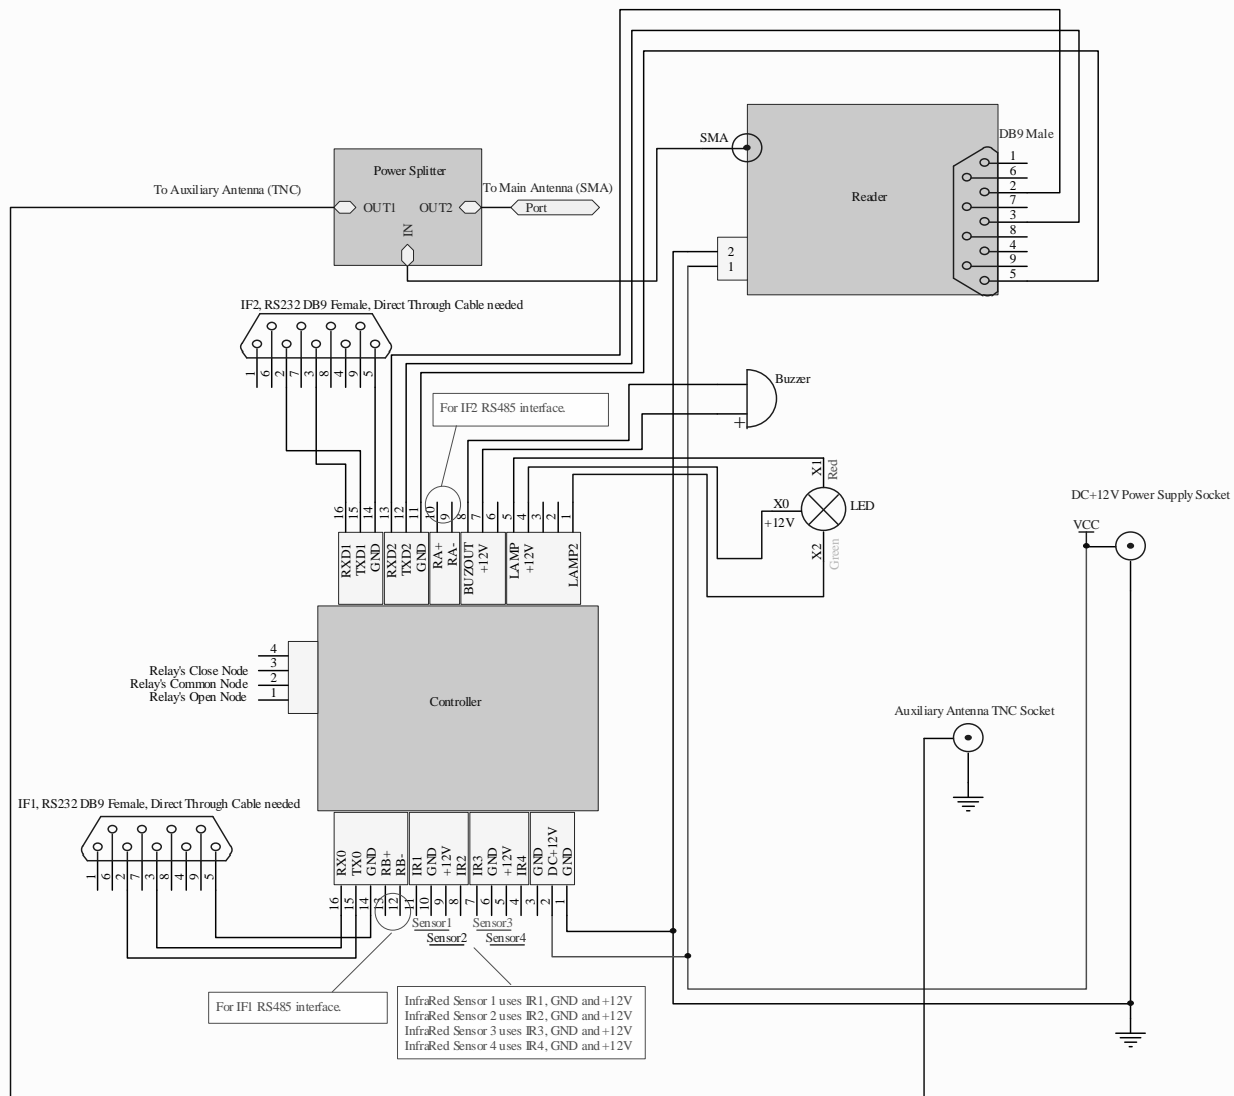 SMA
DB9 Male
1
6
2
7
3
8
4
9
5
Reader
2
1
Power Splitter
To Auxiliary Antenna (TNC)
OUT1
OUT2
IN
To Main Antenna (SMA)
Port
IF2, RS232 DB9 Female, Direct Through Cable needed
1
6
2
7
3
8
4
9
5
For IF2 RS485 interface.
Buzzer
+
X1
Red
X0
+12V
LED
X2
Green
DC+12V Power Supply Socket
VCC
16
15
14
13
12
11
10
9
8
7
6
5
4
3
2
1
RXD1
TXD1
GND
RXD2
TXD2
GND
RA+
RA-
BUZOUT
+12V
LAMP
+12V
LAMP2
4
3
2
1
Relay's Close Node
Relay's Common Node
Relay's Open Node
Controller
Auxiliary Antenna TNC Socket
IF1, RS232 DB9 Female, Direct Through Cable needed
1
6
2
7
3
8
4
9
5
RX0
TX0
GND
RB+
RB-
IR1
GND
+12V
IR2
IR3
GND
+12V
IR4
GND
DC+12V
GND
16
15
14
13
12
11
10
9
8
7
6
5
4
3
2
1
Sensor1
Sensor2
Sensor3
Sensor4
For IF1 RS485 interface.
InfraRed Sensor 1 uses IR1, GND and +12V
InfraRed Sensor 2 uses IR2, GND and +12V
InfraRed Sensor 3 uses IR3, GND and +12V
InfraRed Sensor 4 uses IR4, GND and +12V